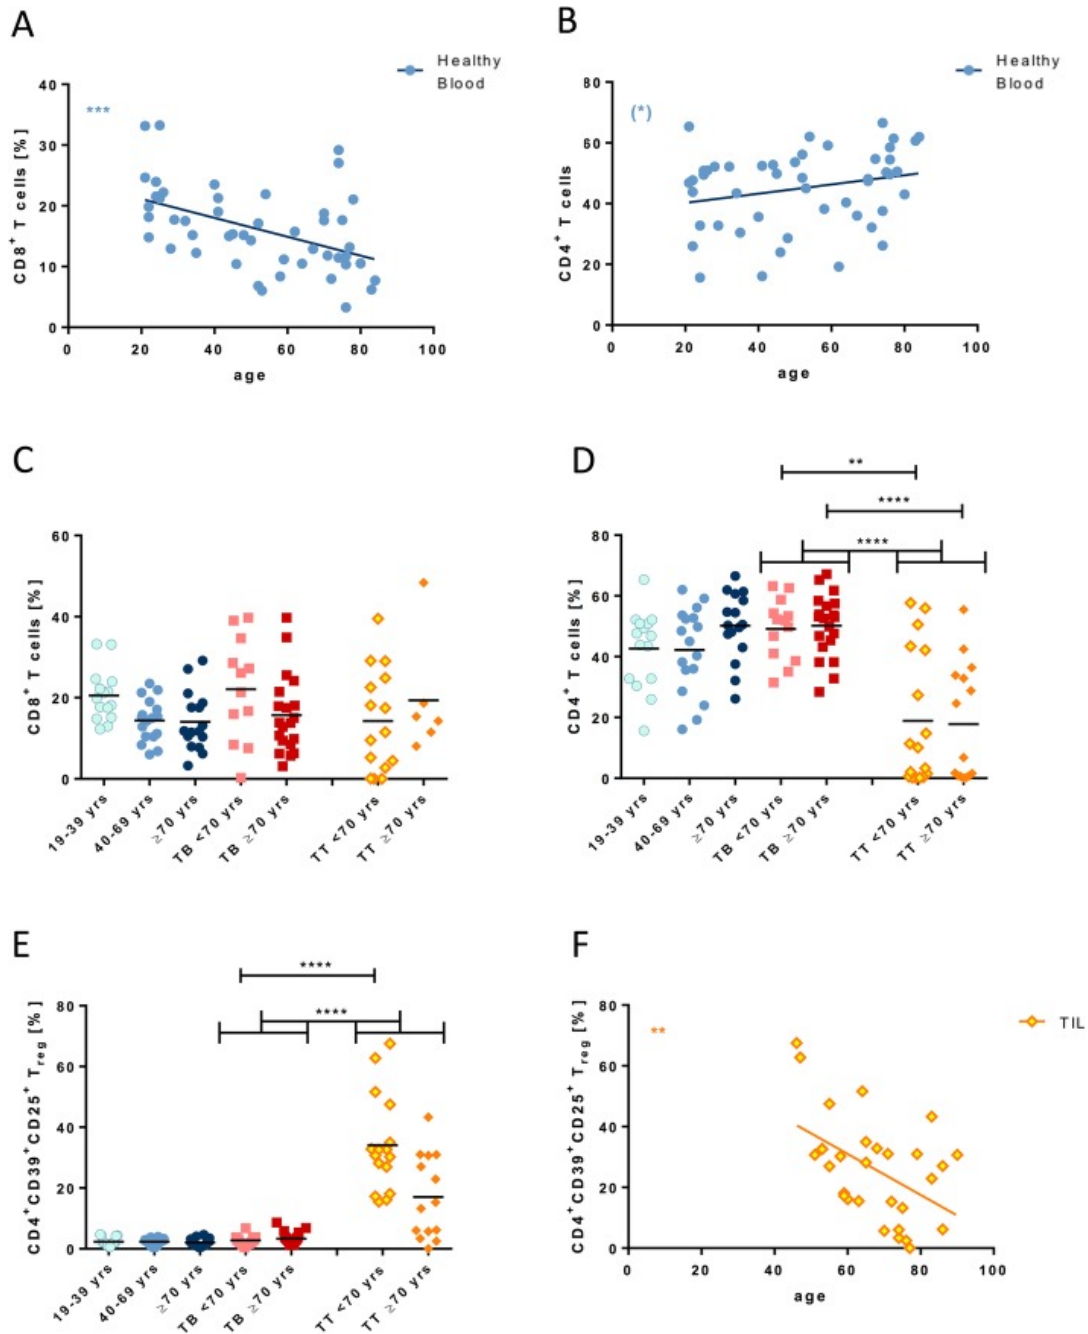 A
Healthy
Blood
***
CD8+ T cells [%]
40
30
20
10
0
0 20 40 60 80 100
age
B
Healthy
Blood
(*)
CD4+ T cells
80
60
40
20
0
0 20 40 60 80 100
age
C
CD8+ T cells [%]
60
40
20
0
19-39 yrs
40-69 yrs
≥70 yrs
TB <70 yrs
TB ≥70 yrs
TT <70 yrs
TT ≥70 yrs
D
**
****
****
CD4+ T cells [%]
80
60
40
20
0
19-39 yrs
40-69 yrs
≥70 yrs
TB <70 yrs
TB ≥70 yrs
TT <70 yrs
TT ≥70 yrs
E
****
****
CD4+CD39+CD25+ Treg [%]
80
60
40
20
0
19-39 yrs
40-69 yrs
≥70 yrs
TB <70 yrs
TB ≥70 yrs
TT <70 yrs
TT ≥70 yrs
F
**
TIL
CD4+CD39+CD25+ Treg [%]
80
60
40
20
0
0 20 40 60 80 100
age